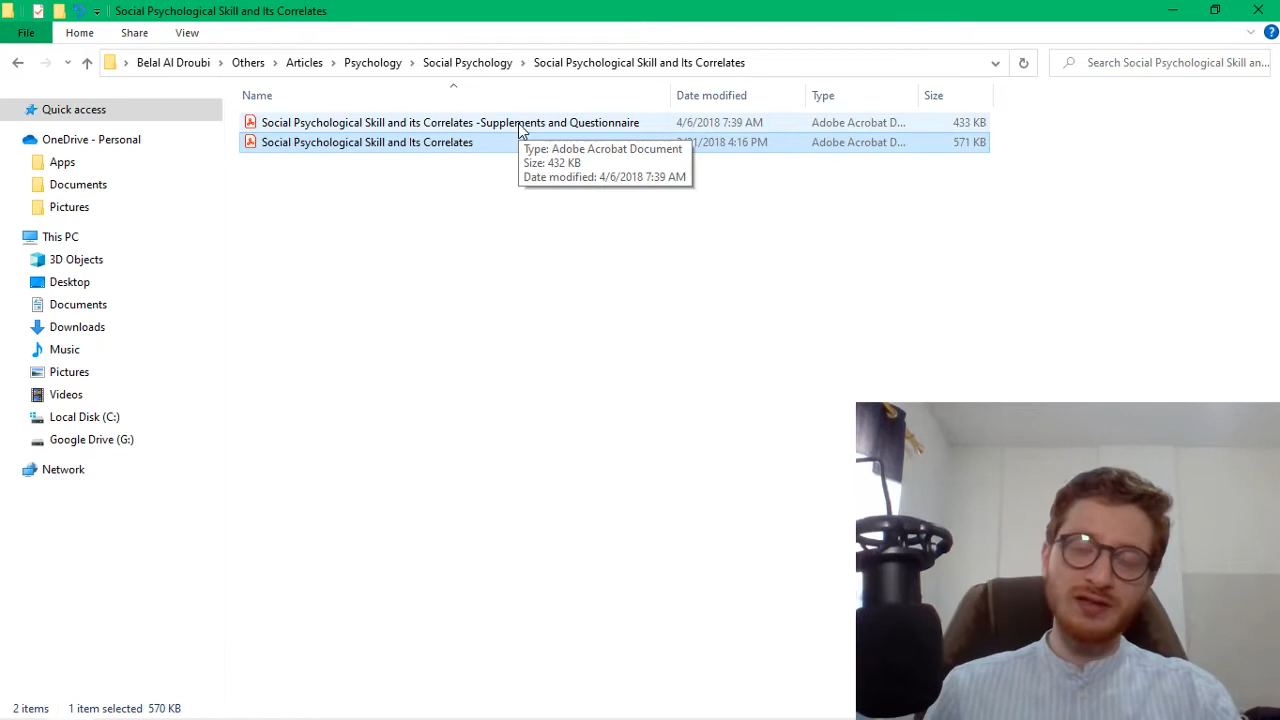 Social Psychological Skill and Its Correlates
File Home Share View
Belal Al Droubi Others Articles Psychology Social Phychology Social Psychological Skill and Its Correlates
Search Social Psychological Skill an...
Name Date modified Type Size
Social Psychological Skill and its Correlates -Supplements and Questionnaire 4/6/2018 7:39 AM Adobe Acrobat D... 433 KB
Social Psychological Skill and Its Correlates 2018 4:16 PM Adobe Acrobat D... 571 KB
Type: Adobe Acrobat Document
Size: 432 KB
Date modified: 4/6/2018 7:39 AM
Quick access
OneDrive - Personal
Apps
Documents
Pictures
This PC
3D Objects
Desktop
Documents
Downloads
Music
Pictures
Videos
Local Disk (C:)
Google Drive (G:)
Network
2 items 1 item selected 570 KB